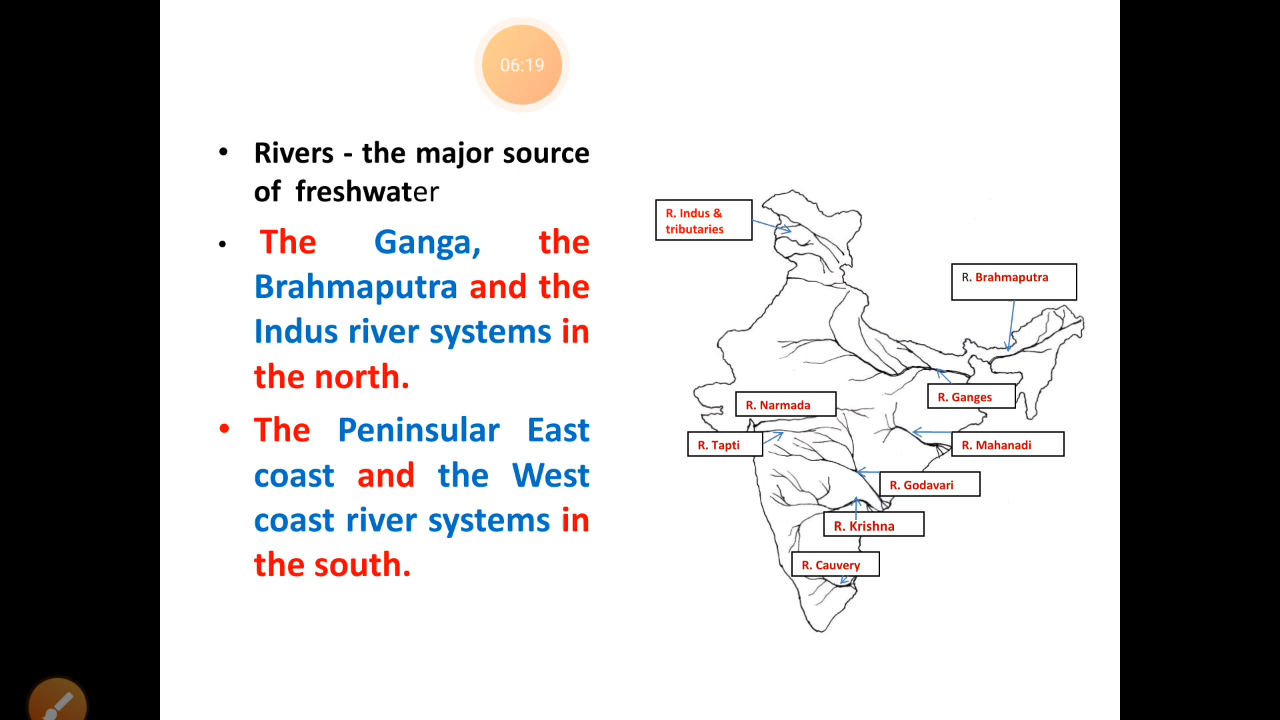 06:19
• Rivers - the major source
of freshwater
• The Ganga, the
Brahmaputra and the
Indus river systems in
the north.
• The Peninsular East
coast and the West
coast river systems in
the south.
R. Indus &
tributaries
R. Brahmaputra
R. Ganges
R. Narmada
R. Tapti
R. Mahanadi
R. Godavari
R. Krishna
R. Cauvery